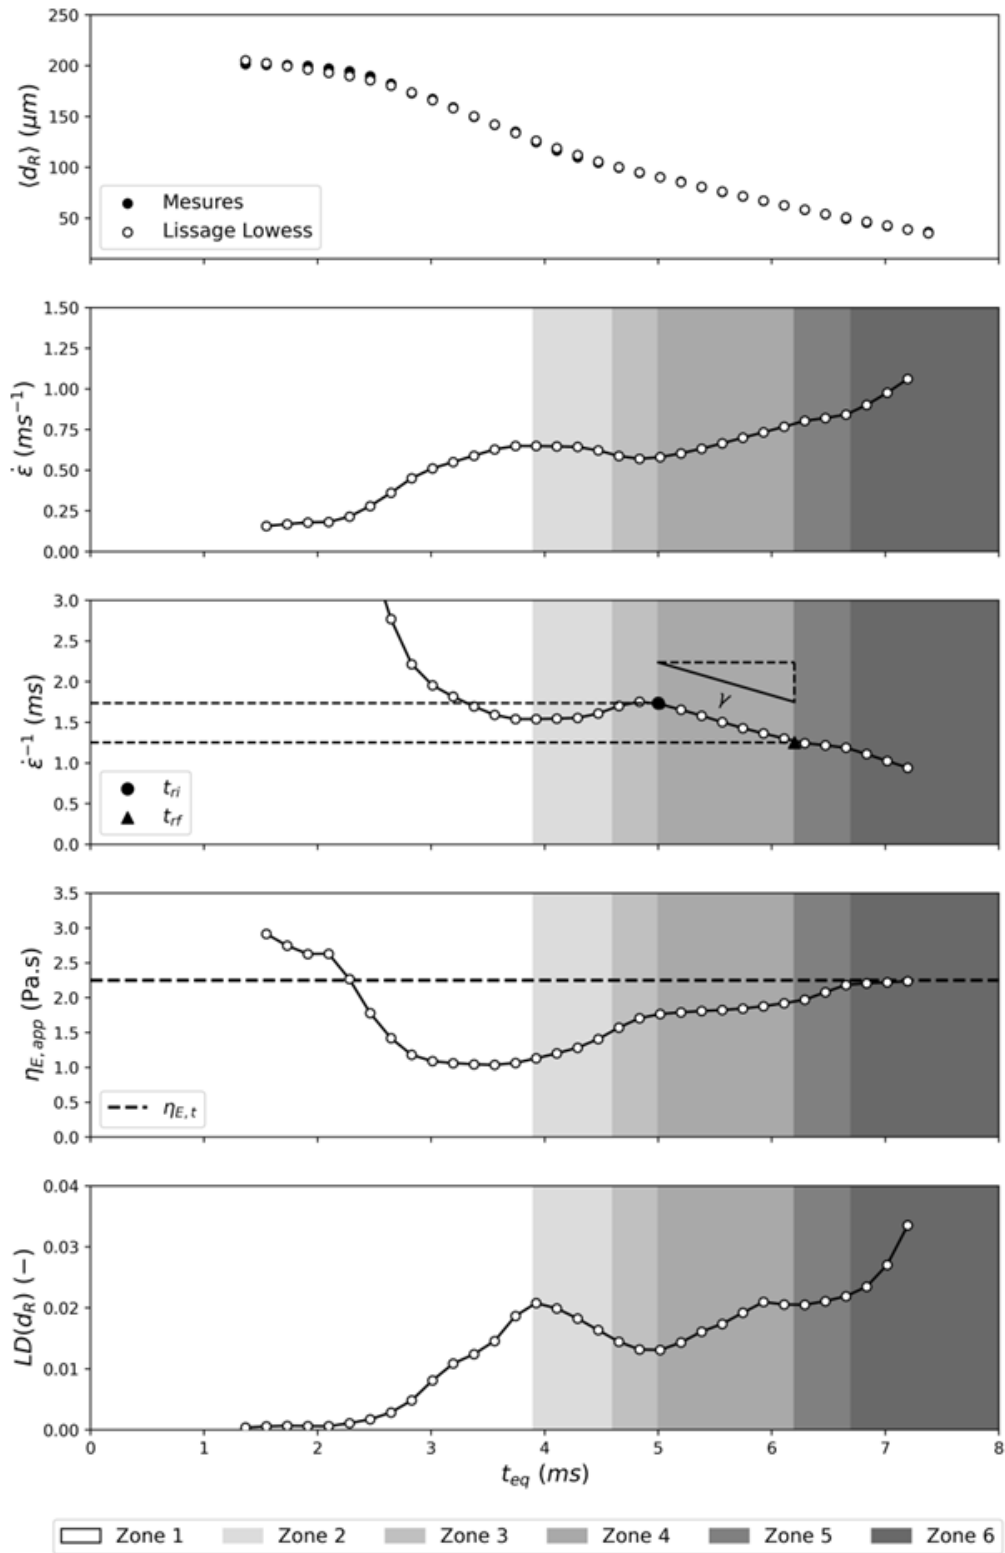 250
200
150
100
50
⟨d_R⟩ (μm)
Mesures
Lissage Lowess
1.50
1.25
1.00
0.75
0.50
0.25
0.00
ε̇ (ms⁻¹)
3.0
2.5
2.0
1.5
1.0
0.5
0.0
ε̇⁻¹ (ms)
γ
t_ri
t_rf
3.5
3.0
2.5
2.0
1.5
1.0
0.5
0.0
η_E,app (Pa.s)
η_E,t
0.04
0.03
0.02
0.01
0.00
LD(d_R) (−)
0 1 2 3 4 5 6 7 8
t_eq (ms)
Zone 1 Zone 2 Zone 3 Zone 4 Zone 5 Zone 6